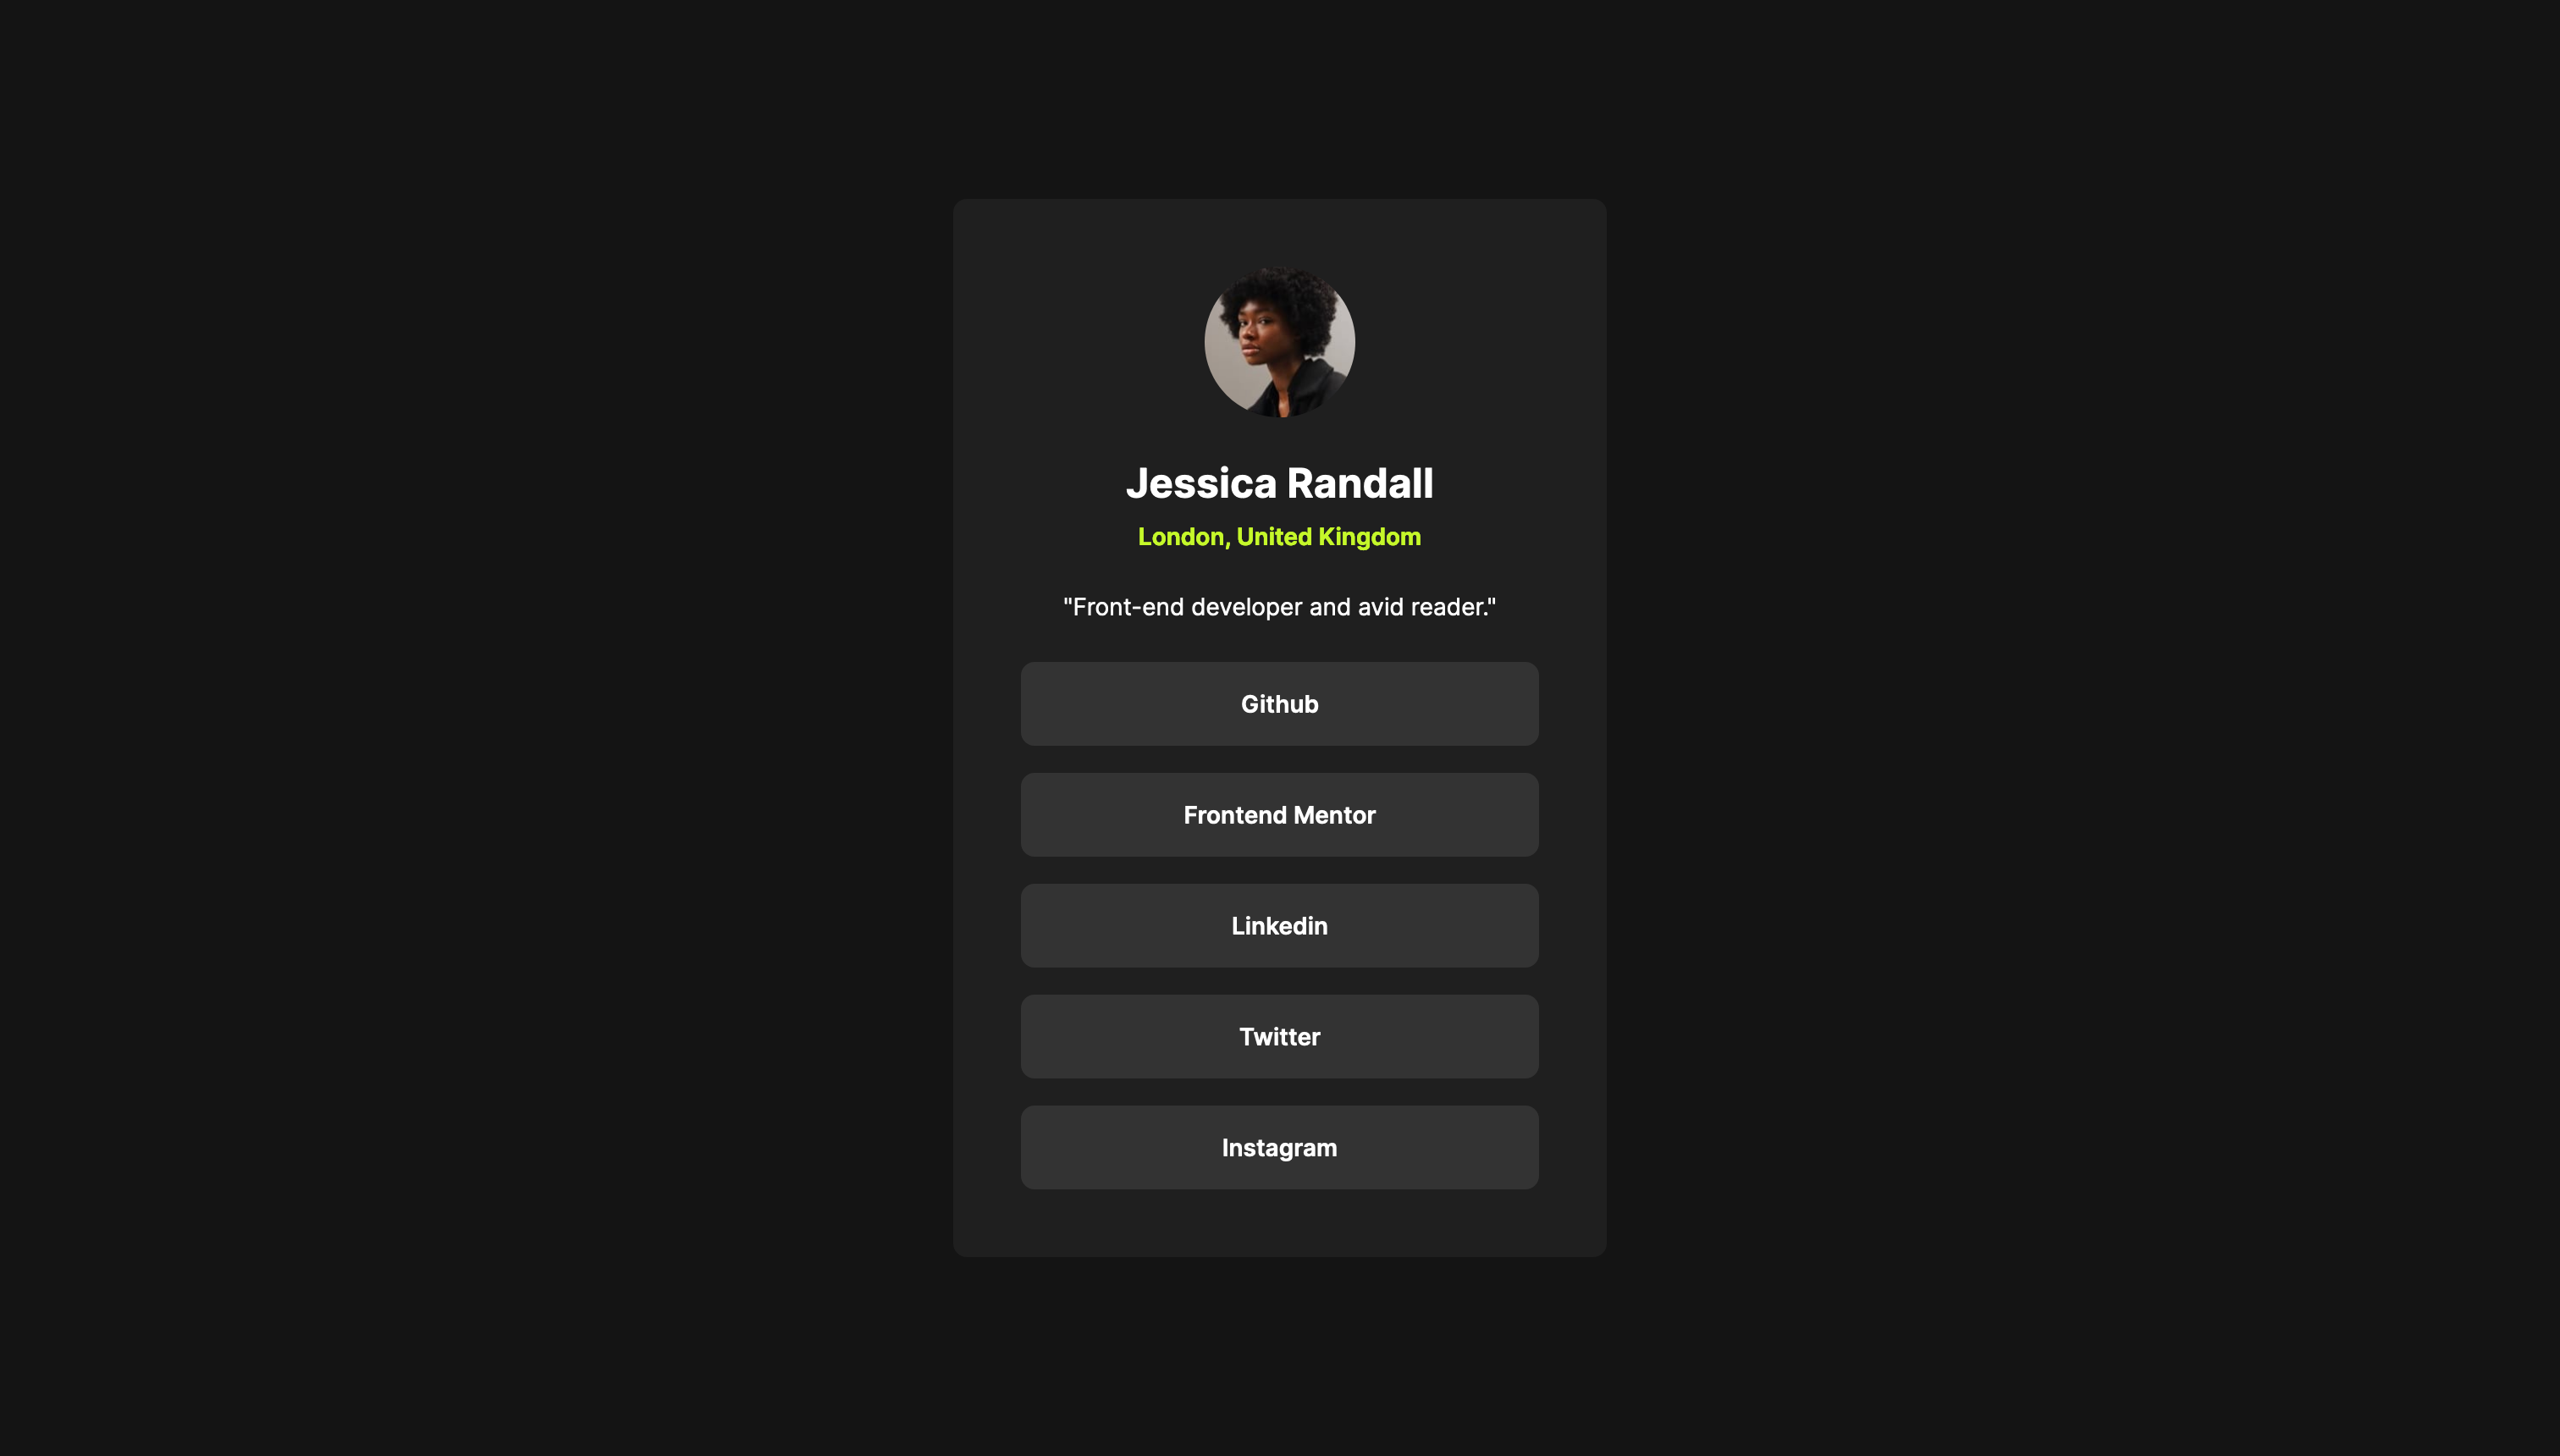 Jessica Randall
London, United Kingdom
"Front-end developer and avid reader."
Github
Frontend Mentor
Linkedin
Twitter
Instagram